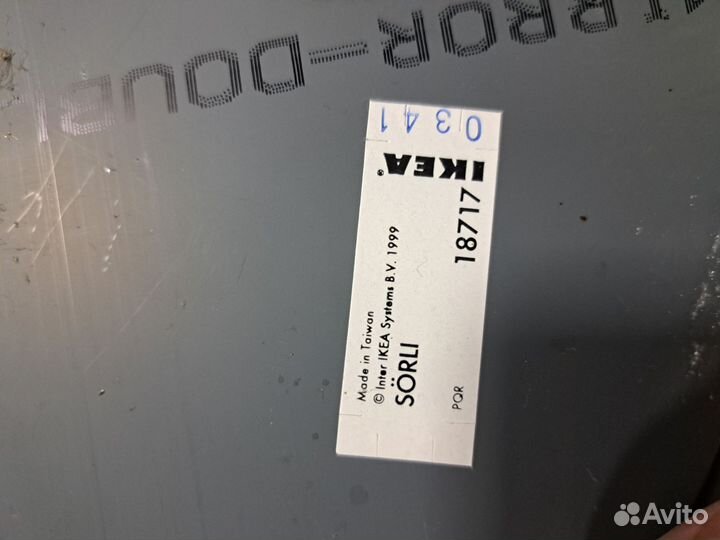 MIRROR-DOUB
0341
IKEA®
Made in Taiwan
© Inter IKEA Systems B.V. 1999
SÖRLI
PQR
18717
Avito